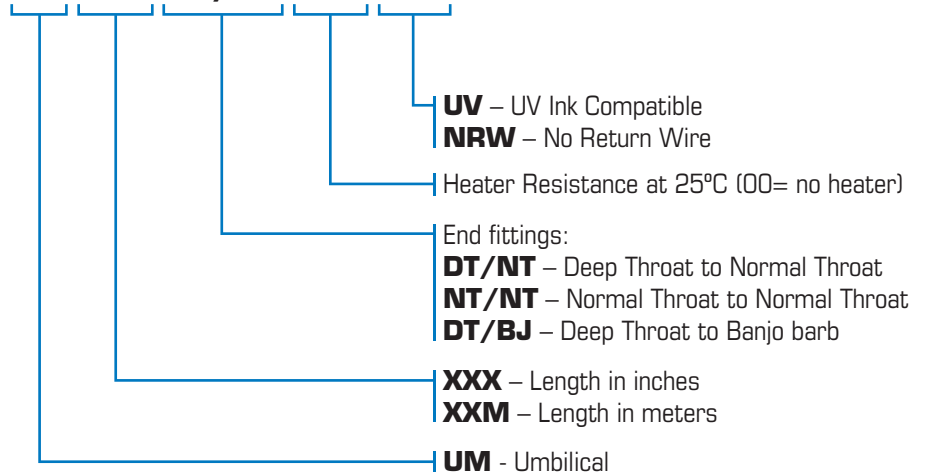 UV – UV Ink Compatible
NRW – No Return Wire
Heater Resistance at 25ºC (00= no heater)
End fittings:
DT/NT – Deep Throat to Normal Throat
NT/NT – Normal Throat to Normal Throat
DT/BJ – Deep Throat to Banjo barb
XXX – Length in inches
XXM – Length in meters
UM - Umbilical